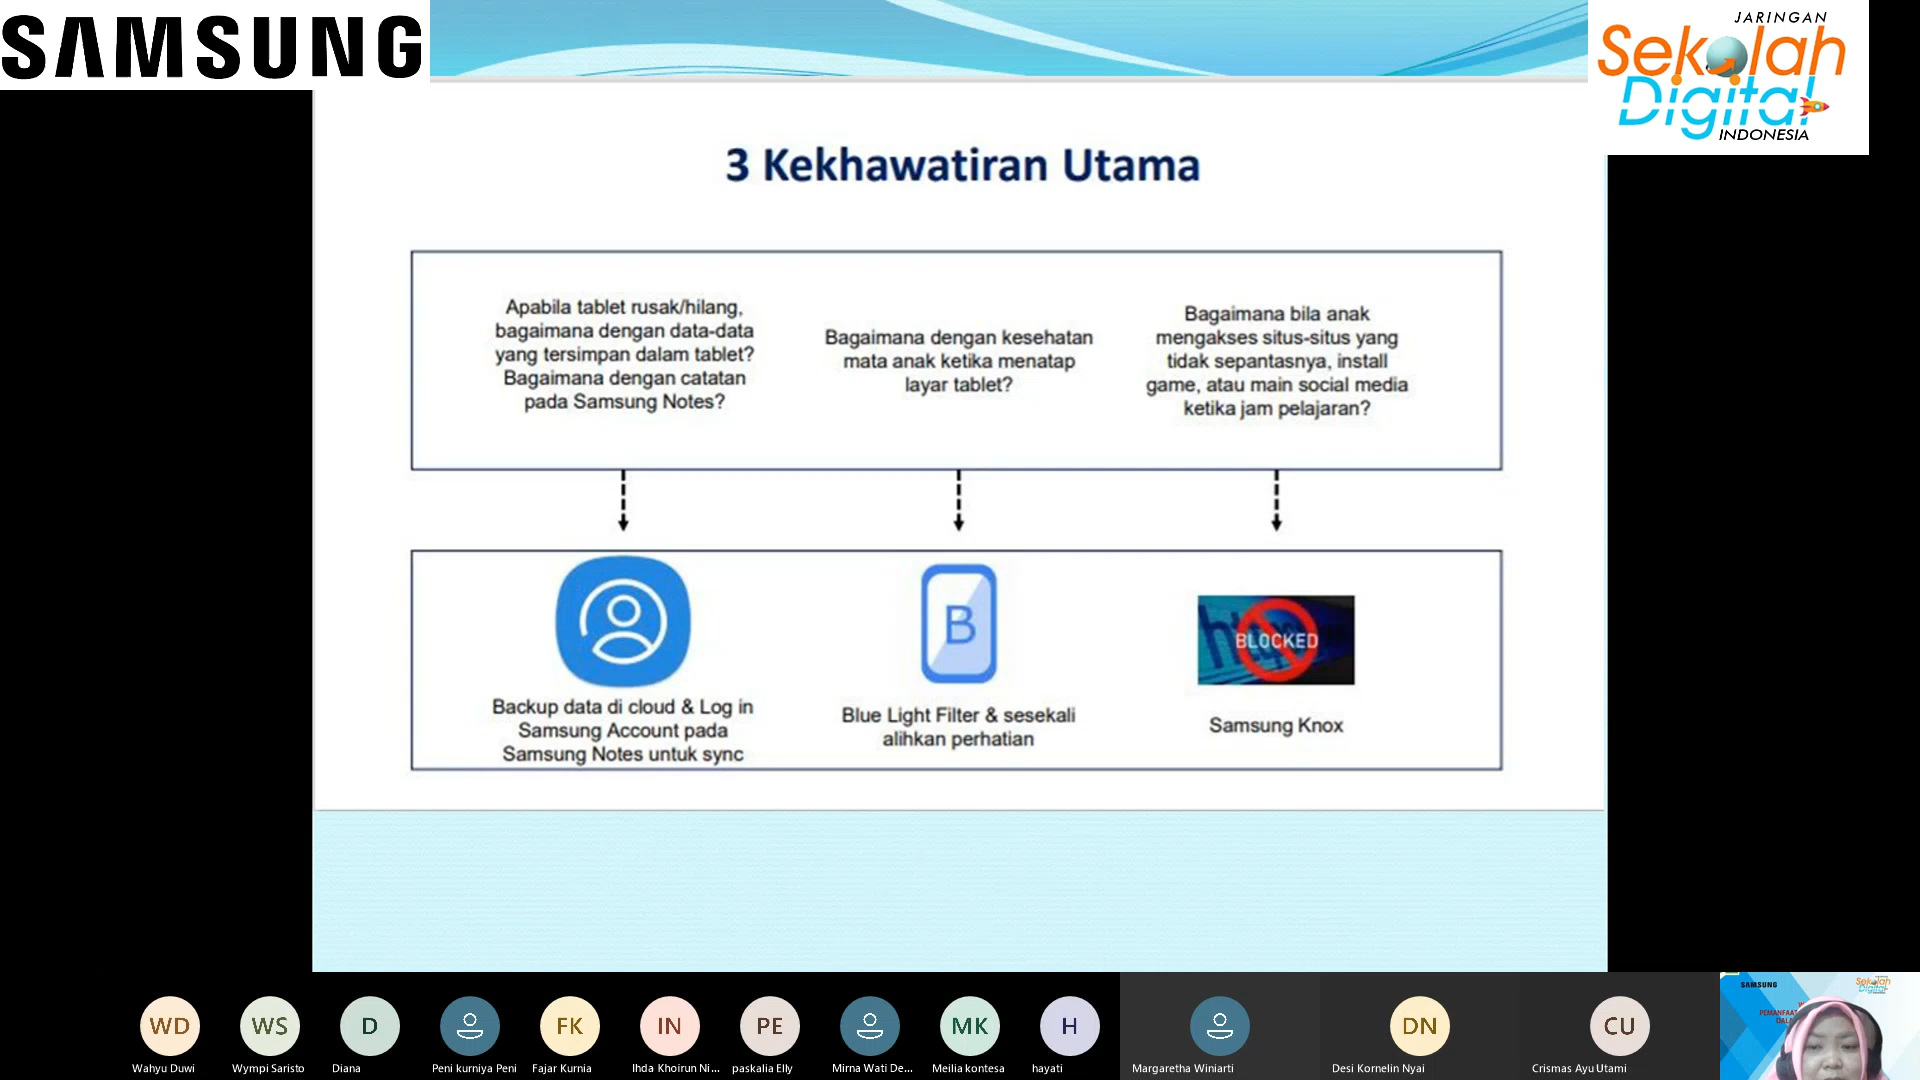 SAMSUNG
JARINGAN
Sekolah
Digital
INDONESIA
3 Kekhawatiran Utama
Apabila tablet rusak/hilang,
bagaimana dengan data-data
yang tersimpan dalam tablet?
Bagaimana dengan catatan
pada Samsung Notes?
Bagaimana dengan kesehatan
mata anak ketika menatap
layar tablet?
Bagaimana bila anak
mengakses situs-situs yang
tidak sepantasnya, install
game, atau main social media
ketika jam pelajaran?
B
http
BLOCKED
Backup data di cloud & Log in
Samsung Account pada
Samsung Notes untuk sync
Blue Light Filter & sesekali
alihkan perhatian
Samsung Knox
WD
WS
D
FK
IN
PE
MK
H
DN
CU
Wahyu Duwi
Wympi Saristo
Diana
Peni kurniya Peni
Fajar Kurnia
Ihda Khoirun Ni...
paskalia Elly
Mirna Wati De...
Meilia kontesa
hayati
Margaretha Winiarti
Desi Kornelin Nyai
Crismas Ayu Utami
SAMSUNG
Sekolah
Digital